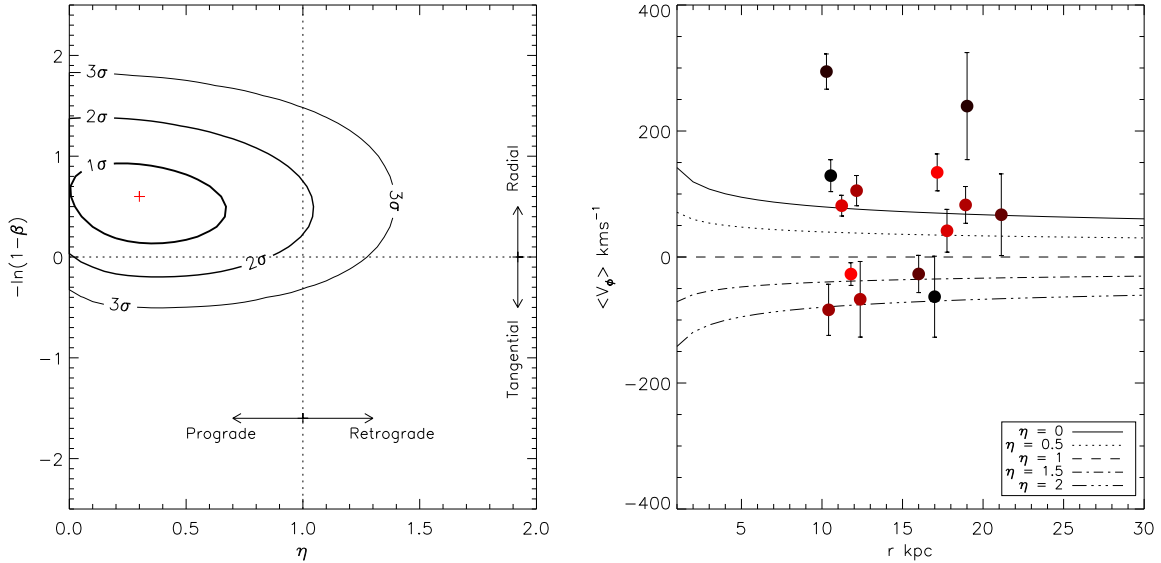 2
1
0
−1
−2
−ln(1−β)
3σ
2σ
1σ
3σ
2σ
3σ
Radial
Tangential
Prograde
Retrograde
0.0
0.5
1.0
1.5
2.0
η
400
200
0
−200
−400
<Vϕ> kms⁻¹
η = 0
η = 0.5
η = 1
η = 1.5
η = 2
5
10
15
20
25
30
r kpc